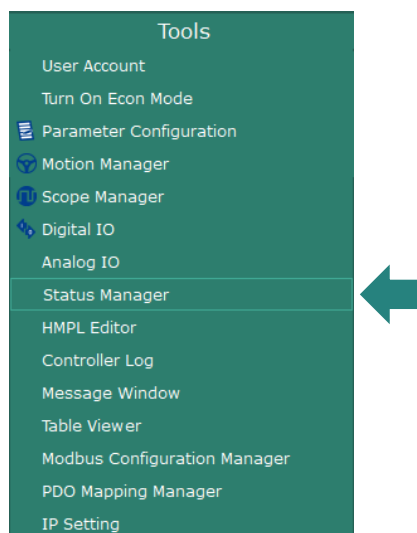 Tools
User Account
Turn On Econ Mode
Parameter Configuration
Motion Manager
Scope Manager
Digital IO
Analog IO
Status Manager
HMPL Editor
Controller Log
Message Window
Table Viewer
Modbus Configuration Manager
PDO Mapping Manager
IP Setting